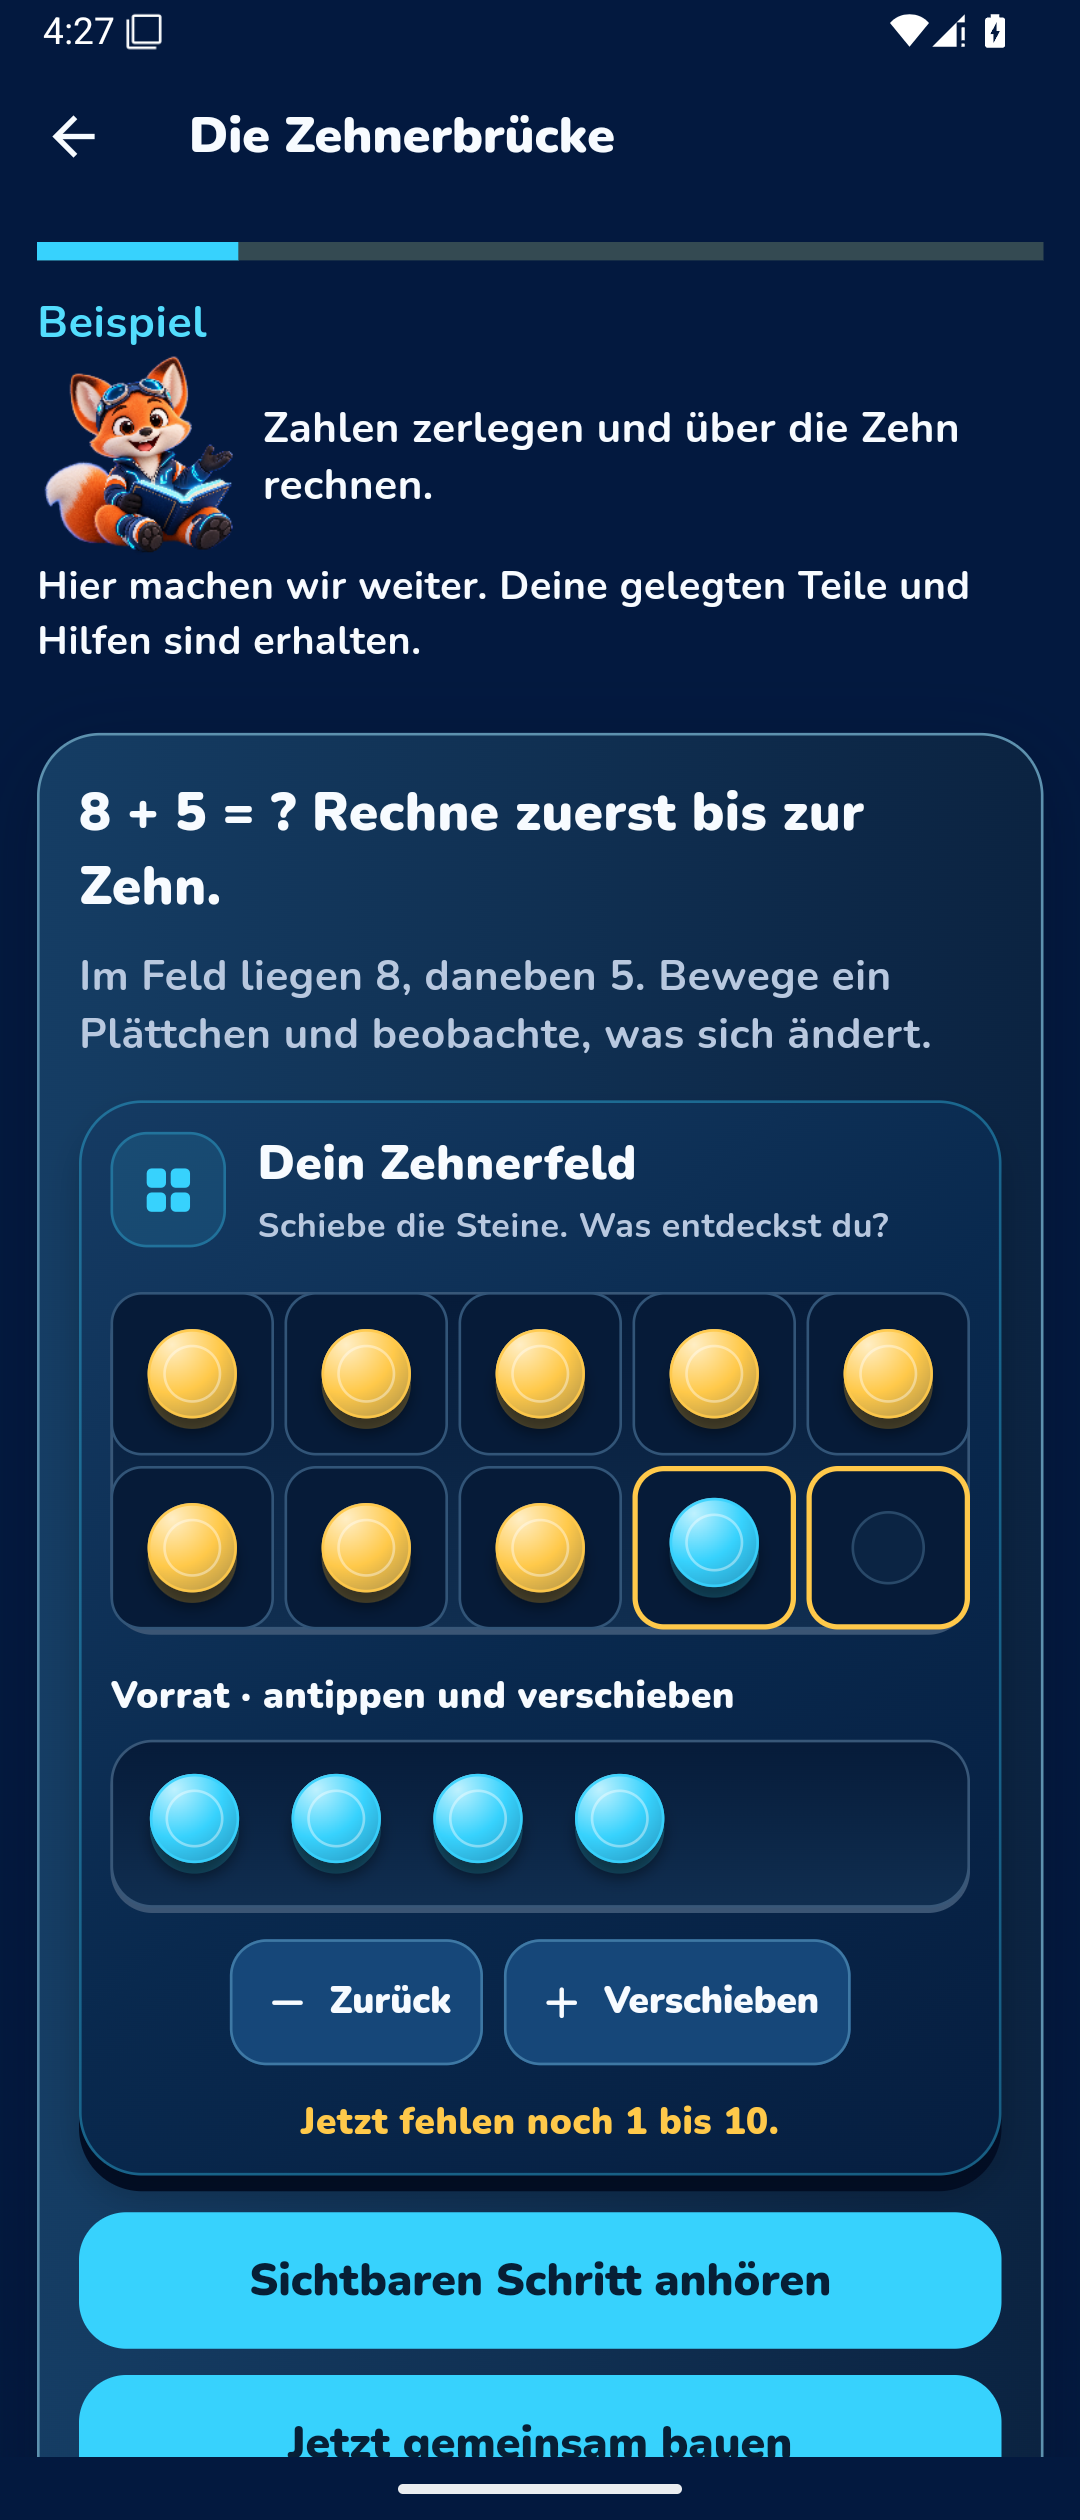 4:27
Die Zehnerbrücke
Beispiel
Zahlen zerlegen und über die Zehn
rechnen.
Hier machen wir weiter. Deine gelegten Teile und
Hilfen sind erhalten.
8 + 5 = ? Rechne zuerst bis zur
Zehn.
Im Feld liegen 8, daneben 5. Bewege ein
Plättchen und beobachte, was sich ändert.
Dein Zehnerfeld
Schiebe die Steine. Was entdeckst du?
Vorrat · antippen und verschieben
− Zurück
+ Verschieben
Jetzt fehlen noch 1 bis 10.
Sichtbaren Schritt anhören
Jetzt gemeinsam bauen